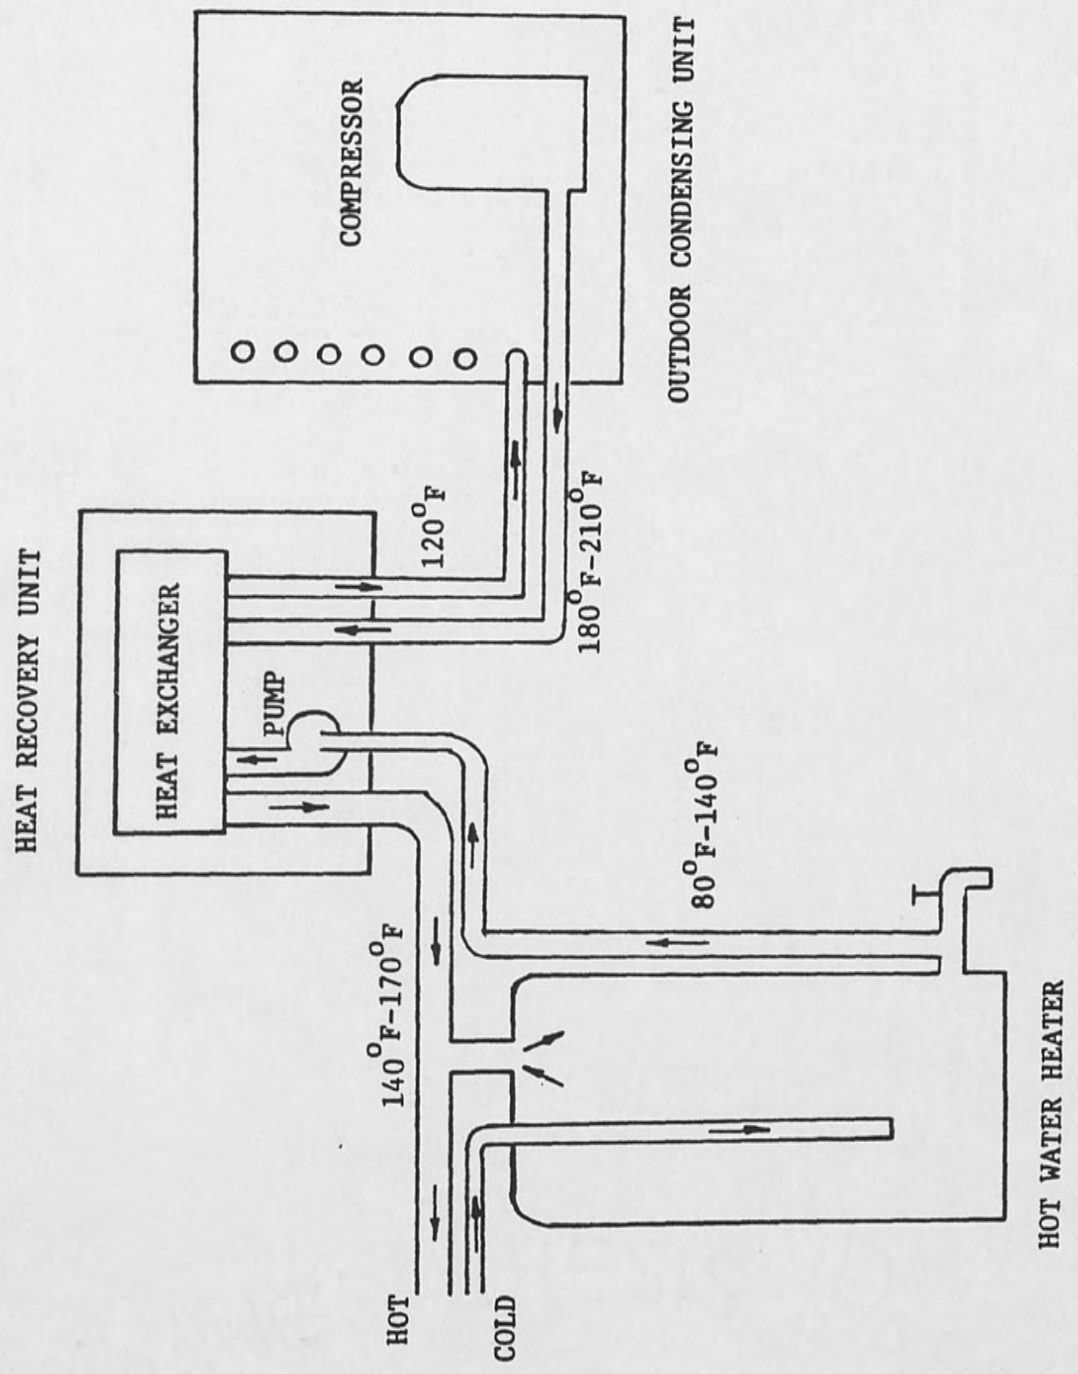 HEAT RECOVERY UNIT
HEAT EXCHANGER
PUMP
COMPRESSOR
140°F-170°F
120°F
180°F-210°F
OUTDOOR CONDENSING UNIT
80°F-140°F
HOT
COLD
HOT WATER HEATER